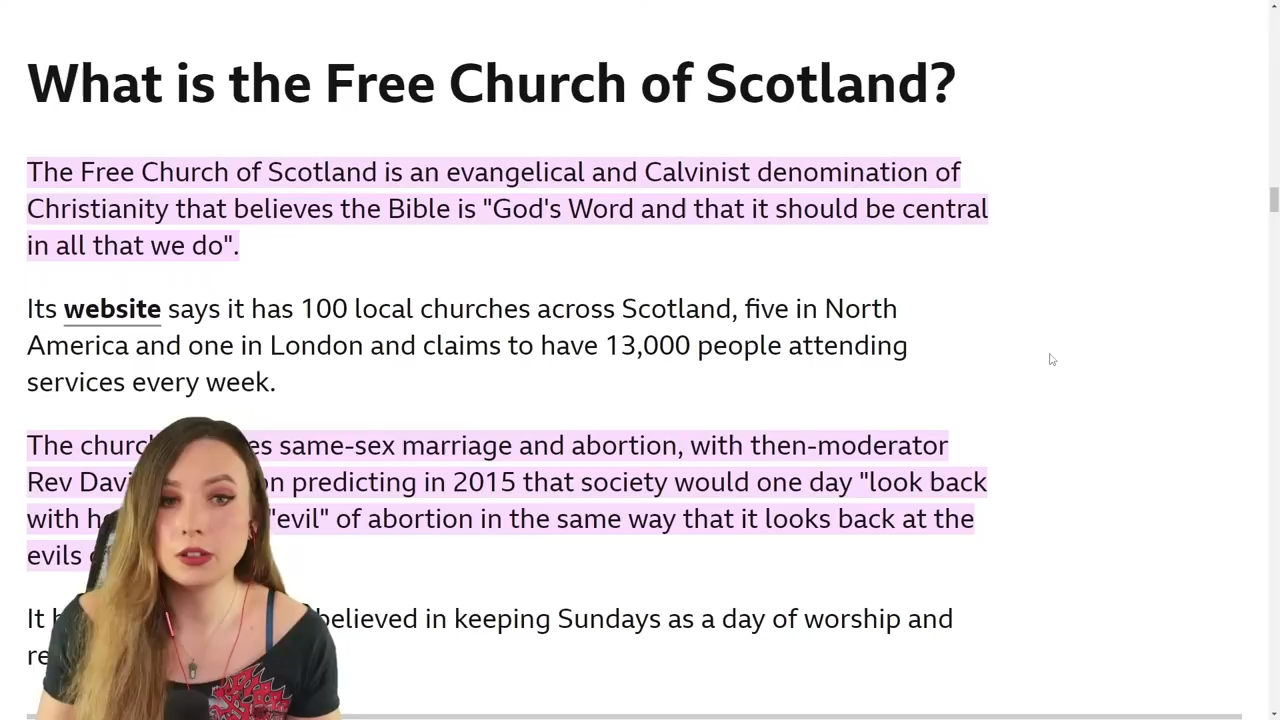 What is the Free Church of Scotland?
The Free Church of Scotland is an evangelical and Calvinist denomination of
Christianity that believes the Bible is "God's Word and that it should be central
in all that we do".
Its website says it has 100 local churches across Scotland, five in North
America and one in London and claims to have 13,000 people attending
services every week.
The same-sex marriage and abortion, with then-moderator
Rev predicting in 2015 that society would one day "look back
with "evil" of abortion in the same way that it looks back at the
evils
It believed in keeping Sundays as a day of worship and